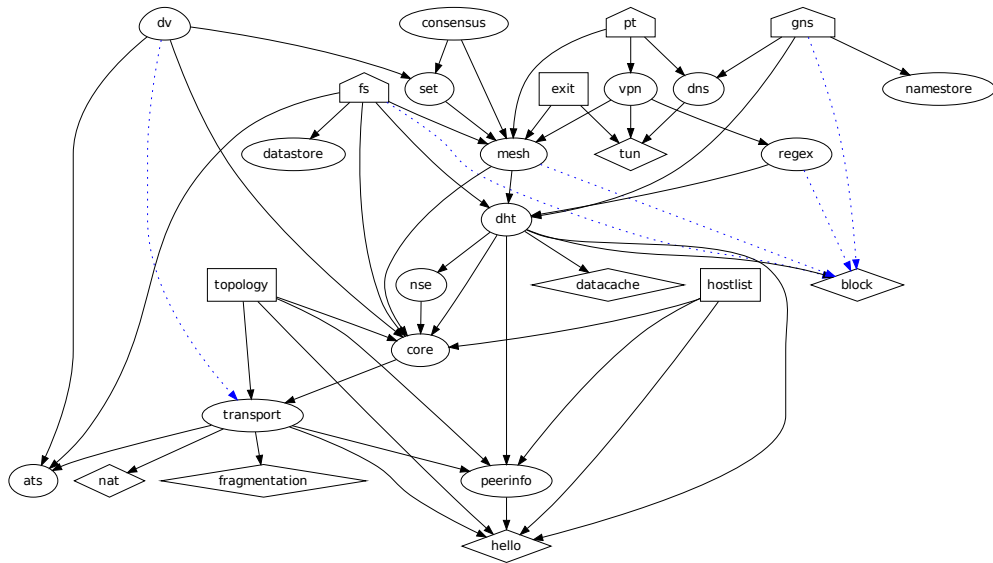 dv
consensus
pt
gns
set
fs
exit
vpn
dns
namestore
datastore
mesh
tun
regex
dht
topology
nse
datacache
hostlist
block
core
transport
ats
nat
fragmentation
peerinfo
hello